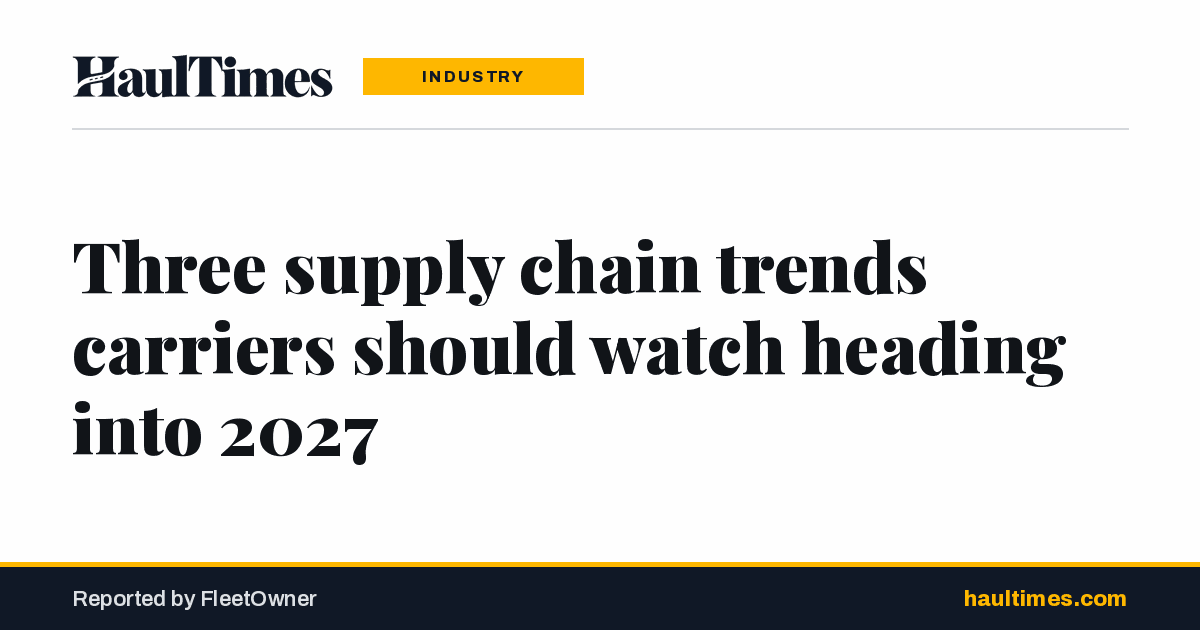 HaulTimes
INDUSTRY
Three supply chain trends
carriers should watch heading
into 2027
Reported by FleetOwner
haultimes.com